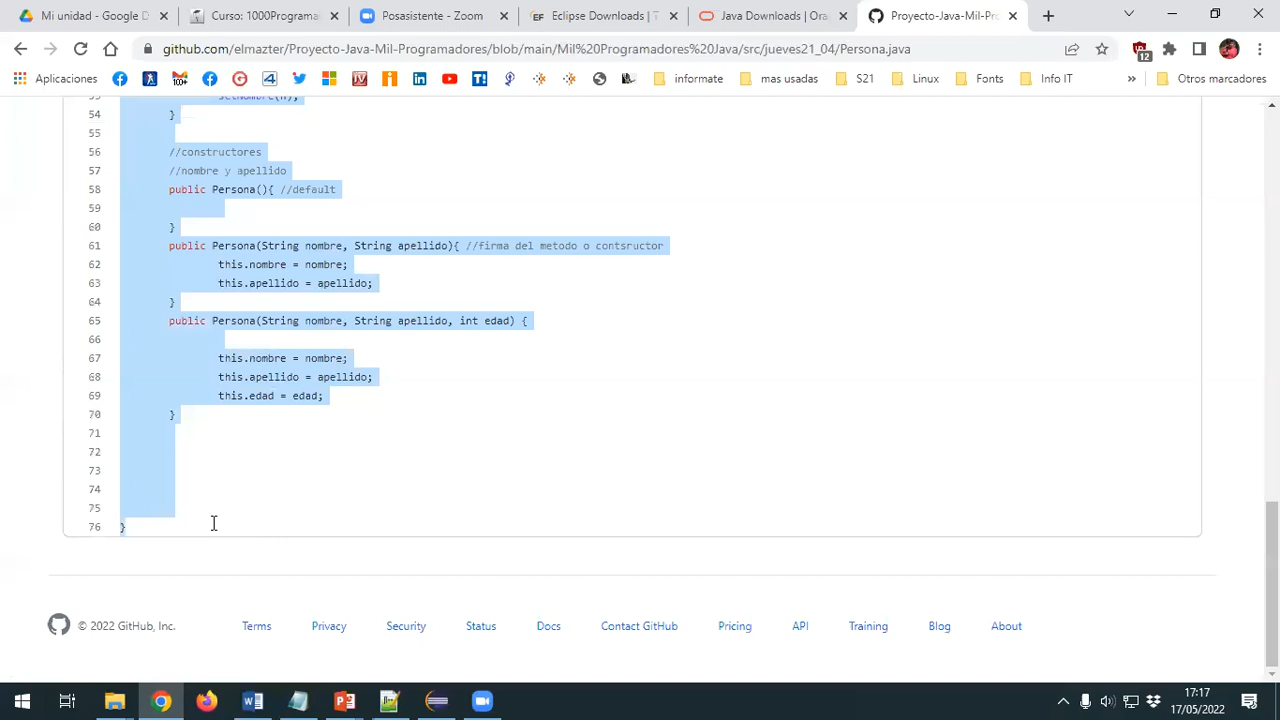 Mi unidad - Google D
Curso: 1000Programa
Posasistente - Zoom
Eclipse Downloads | T
Java Downloads | Ora
Proyecto-Java-Mil-Pro
github.com/elmazter/Proyecto-Java-Mil-Programadores/blob/main/Mil%20Programadores%20Java/src/jueves21_04/Persona.java
12
Aplicaciones
informate
mas usadas
S21
Linux
Fonts
Info IT
»
Otros marcadores
53 setNombre(n);
54 }
55
56 //constructores
57 //nombre y apellido
58 public Persona(){ //default
59
60 }
61 public Persona(String nombre, String apellido){ //firma del metodo o contsructor
62 this.nombre = nombre;
63 this.apellido = apellido;
64 }
65 public Persona(String nombre, String apellido, int edad) {
66
67 this.nombre = nombre;
68 this.apellido = apellido;
69 this.edad = edad;
70 }
71
72
73
74
75
76 }
© 2022 GitHub, Inc.
Terms
Privacy
Security
Status
Docs
Contact GitHub
Pricing
API
Training
Blog
About
17:17
17/05/2022